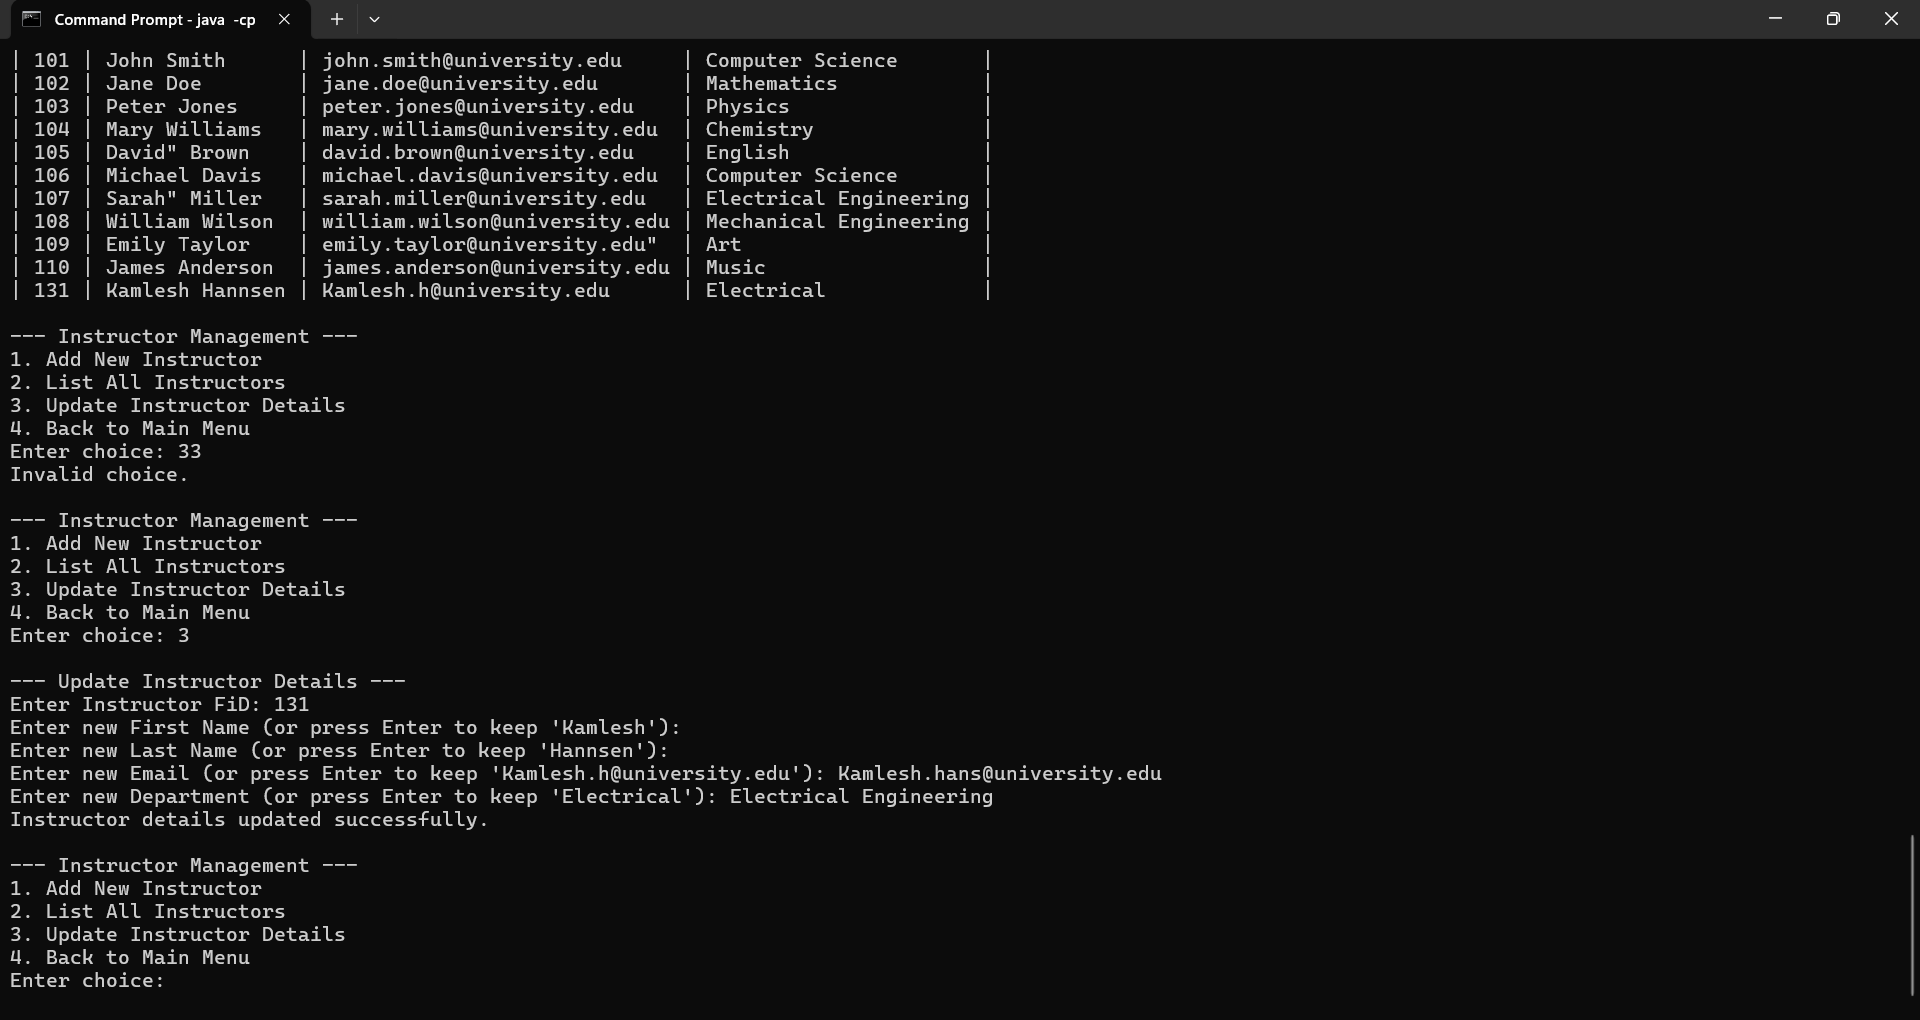 Command Prompt - java -cp
| 101 | John Smith      | john.smith@university.edu     | Computer Science       |
| 102 | Jane Doe        | jane.doe@university.edu       | Mathematics            |
| 103 | Peter Jones     | peter.jones@university.edu    | Physics                |
| 104 | Mary Williams   | mary.williams@university.edu  | Chemistry              |
| 105 | David" Brown    | david.brown@university.edu    | English                |
| 106 | Michael Davis   | michael.davis@university.edu  | Computer Science       |
| 107 | Sarah" Miller   | sarah.miller@university.edu   | Electrical Engineering |
| 108 | William Wilson  | william.wilson@university.edu | Mechanical Engineering |
| 109 | Emily Taylor    | emily.taylor@university.edu"  | Art                    |
| 110 | James Anderson  | james.anderson@university.edu | Music                  |
| 131 | Kamlesh Hannsen | Kamlesh.h@university.edu      | Electrical             |
--- Instructor Management ---
1. Add New Instructor
2. List All Instructors
3. Update Instructor Details
4. Back to Main Menu
Enter choice: 33
Invalid choice.
--- Instructor Management ---
1. Add New Instructor
2. List All Instructors
3. Update Instructor Details
4. Back to Main Menu
Enter choice: 3
--- Update Instructor Details ---
Enter Instructor FiD: 131
Enter new First Name (or press Enter to keep 'Kamlesh'):
Enter new Last Name (or press Enter to keep 'Hannsen'):
Enter new Email (or press Enter to keep 'Kamlesh.h@university.edu'): Kamlesh.hans@university.edu
Enter new Department (or press Enter to keep 'Electrical'): Electrical Engineering
Instructor details updated successfully.
--- Instructor Management ---
1. Add New Instructor
2. List All Instructors
3. Update Instructor Details
4. Back to Main Menu
Enter choice: